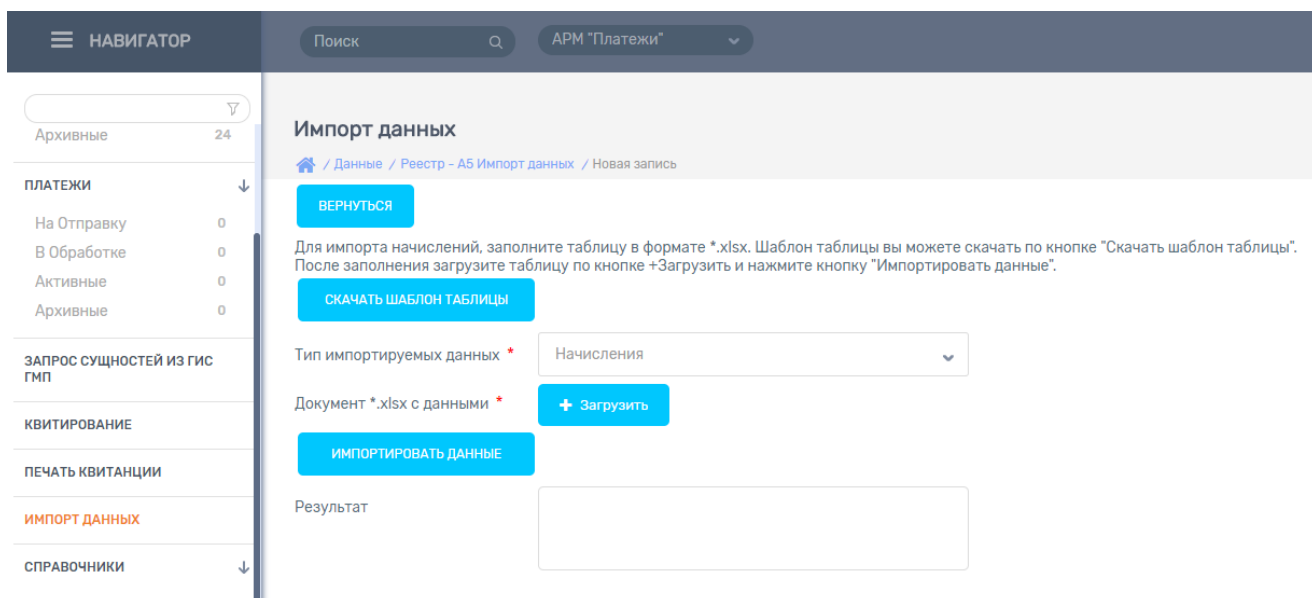 НАВИГАТОР
Поиск
АРМ "Платежи"
Архивные 24
ПЛАТЕЖИ
На Отправку 0
В Обработке 0
Активные 0
Архивные 0
ЗАПРОС СУЩНОСТЕЙ ИЗ ГИС
ГМП
КВИТИРОВАНИЕ
ПЕЧАТЬ КВИТАНЦИИ
ИМПОРТ ДАННЫХ
СПРАВОЧНИКИ
Импорт данных
/ Данные / Реестр - А5 Импорт данных / Новая запись
ВЕРНУТЬСЯ
Для импорта начислений, заполните таблицу в формате *.xlsx. Шаблон таблицы вы можете скачать по кнопке "Скачать шаблон таблицы".
После заполнения загрузите таблицу по кнопке +Загрузить и нажмите кнопку "Импортировать данные".
СКАЧАТЬ ШАБЛОН ТАБЛИЦЫ
Тип импортируемых данных * Начисления
Документ *.xlsx с данными * + Загрузить
ИМПОРТИРОВАТЬ ДАННЫЕ
Результат